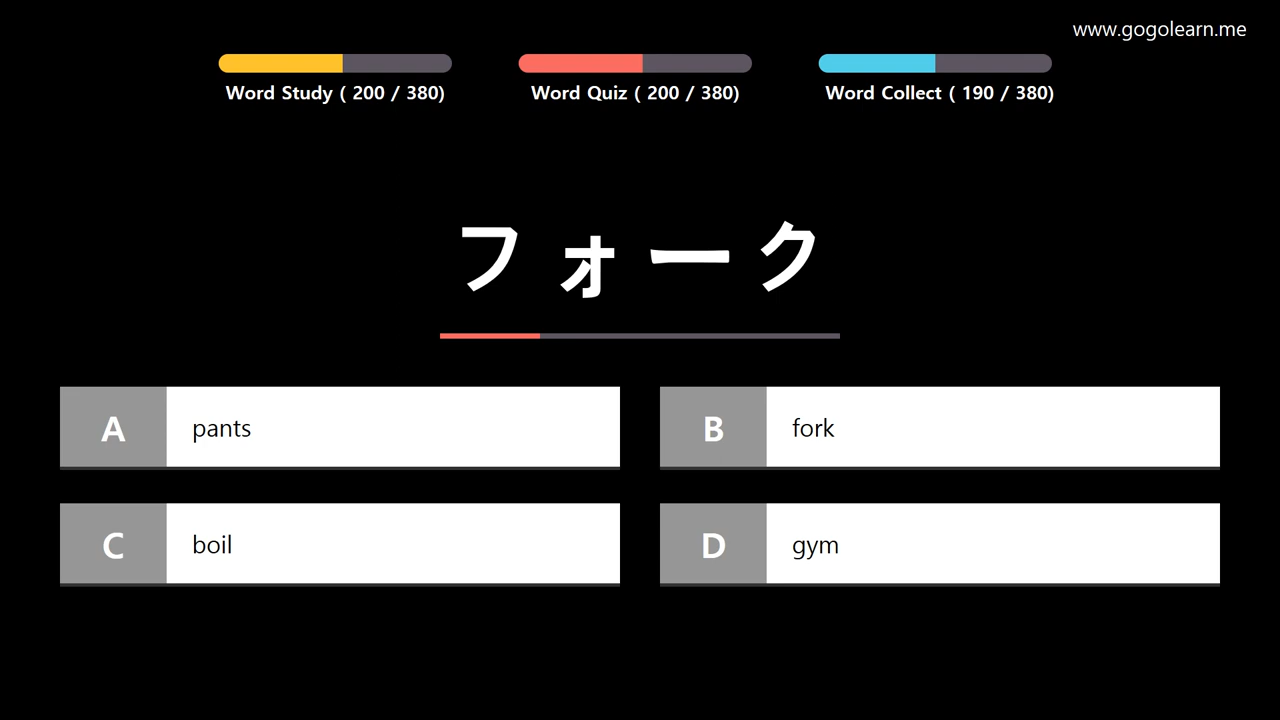 www.gogolearn.me
Word Study ( 200 / 380)
Word Quiz ( 200 / 380)
Word Collect ( 190 / 380)
フォーク
A pants
B fork
C boil
D gym